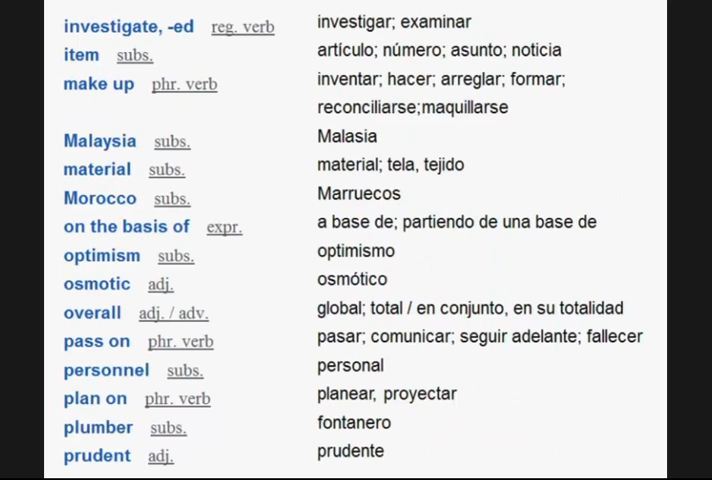 investigate, -ed reg. verb investigar; examinar
item subs. artículo; número; asunto; noticia
make up phr. verb inventar; hacer; arreglar; formar;
reconciliarse;maquillarse
Malaysia subs. Malasia
material subs. material; tela, tejido
Morocco subs. Marruecos
on the basis of expr. a base de; partiendo de una base de
optimism subs. optimismo
osmotic adj. osmótico
overall adj. / adv. global; total / en conjunto, en su totalidad
pass on phr. verb pasar; comunicar; seguir adelante; fallecer
personnel subs. personal
plan on phr. verb planear, proyectar
plumber subs. fontanero
prudent adj. prudente